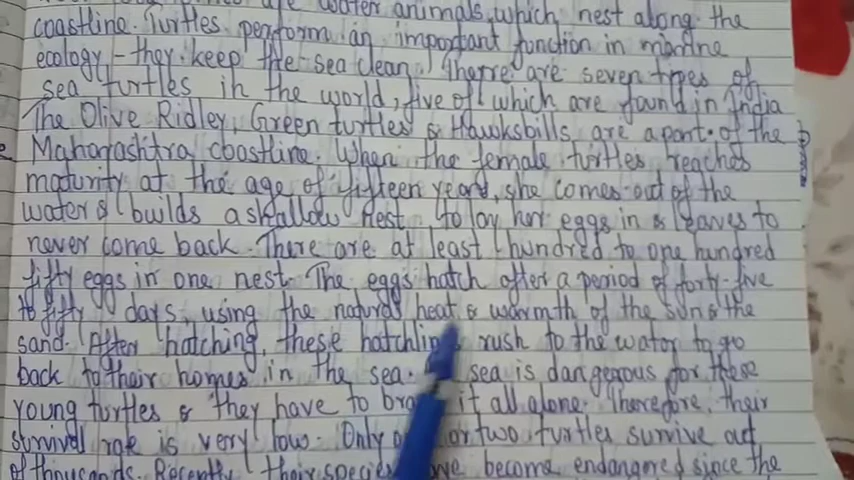 are water animals, which nest along the
coastline. Turtles perform an important function in marine
ecology - they keep the sea clean. There are seven types of
sea turtles in the world, five of which are found in India
The Olive Ridley, Green turtles & Hawksbills are a part of the
Maharashtra coastline. When the female turtles reaches
maturity at the age of fifteen years, she comes out of the
water & builds a shallow nest to lay her eggs in & leaves to
never come back. There are at least hundred to one hundred
fifty eggs in one nest. The eggs hatch after a period of forty-five
to fifty days, using the natural heat & warmth of the sun & the
sand. After hatching, these hatchling rush to the water to go
back to their homes in the sea. sea is dangerous for these
young turtles & they have to it all alone. Therefore, their
survival rate is very low. Only or two turtles survive out
of thousands. Recently their species become endangered since the